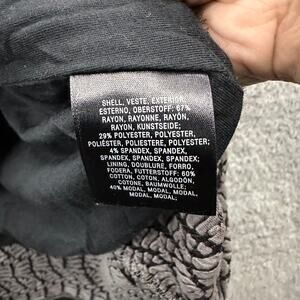 SHELL, VESTE, EXTERIOR,
ESTERNO, OBERSTOFF: 67%
RAYON, RAYONNE, RAYÓN,
RAYON, KUNSTSEIDE;
29% POLYESTER, POLYESTER,
POLIÉSTER, POLIESTERE, POLYESTER;
4% SPANDEX, SPANDEX,
SPANDEX, SPANDEX, SPANDEX;
LINING, DOUBLURE, FORRO,
FODERA, FUTTERSTOFF: 60%
COTTON, COTON, ALGODÓN,
COTONE, BAUMWOLLE;
40% MODAL, MODAL, MODAL,
MODAL, MODAL;